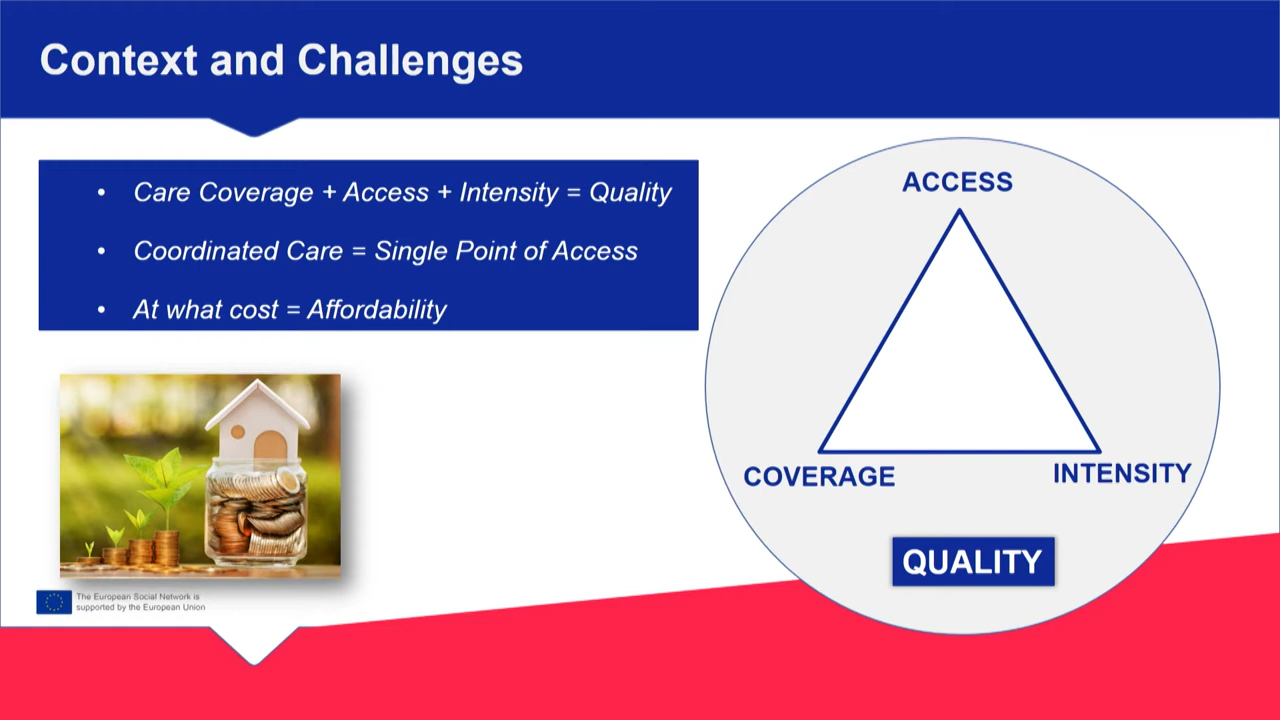 Context and Challenges
• Care Coverage + Access + Intensity = Quality
• Coordinated Care = Single Point of Access
• At what cost = Affordability
ACCESS
COVERAGE
INTENSITY
QUALITY
The European Social Network is
supported by the European Union